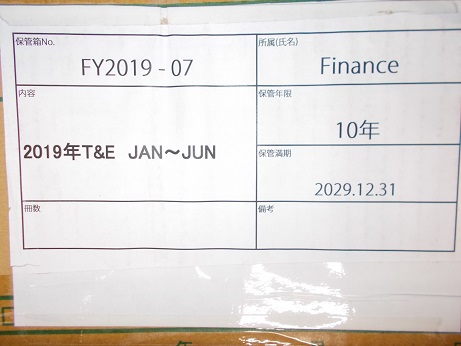 保管箱No.
FY2019 - 07
所属(氏名)
Finance
内容
2019年T&E JAN～JUN
保管年限
10年
保管満期
2029.12.31
冊数
備考